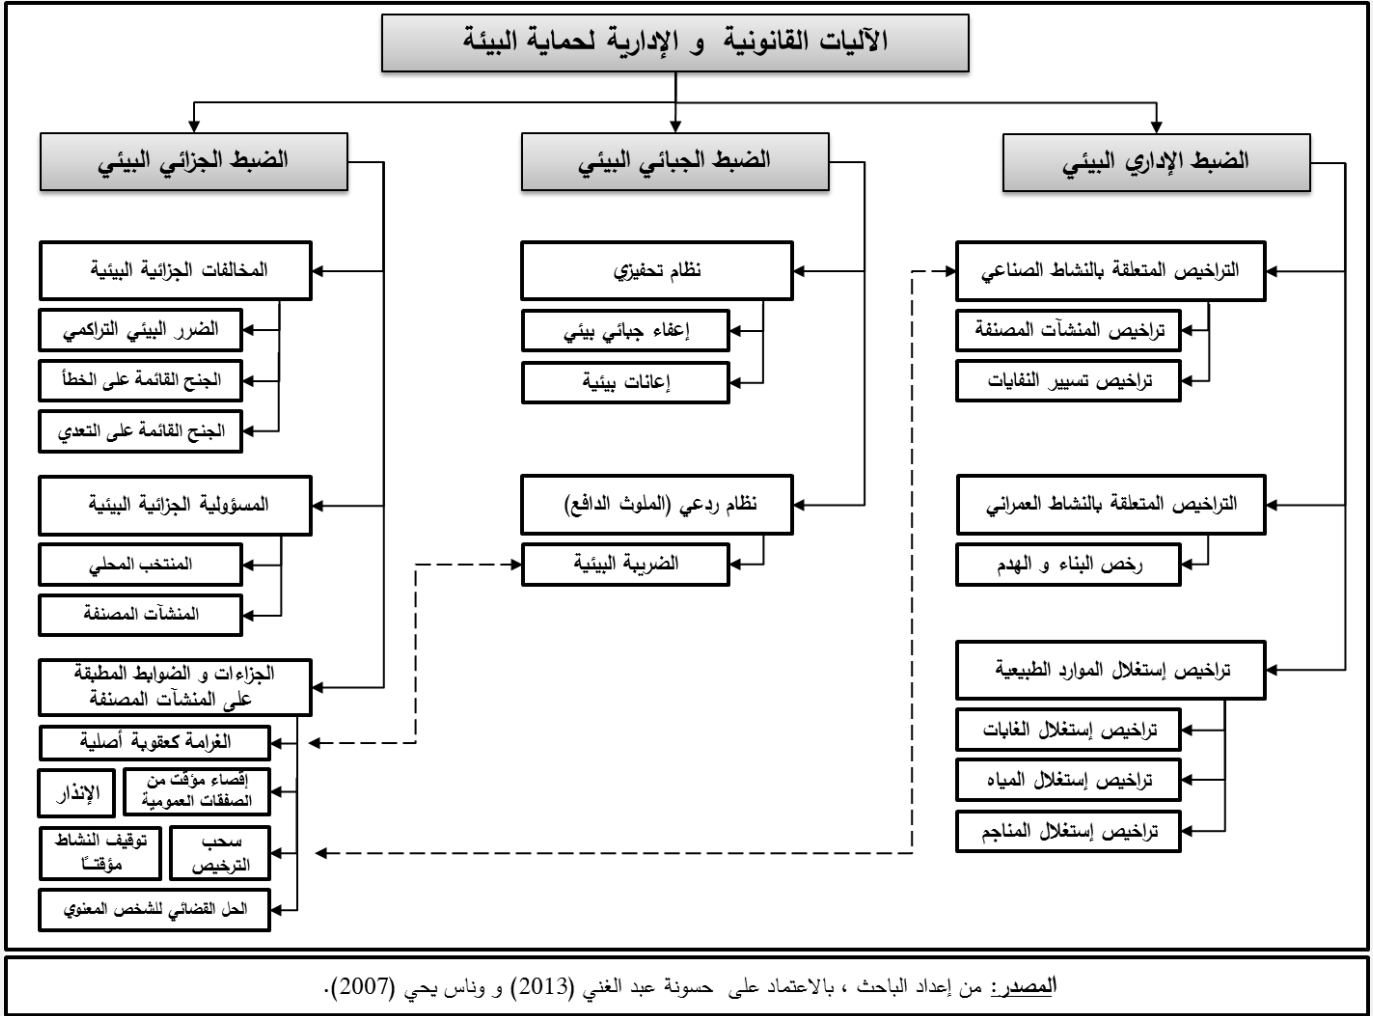 الآليات القانونية و الإدارية لحماية البيئة
الضبط الإداري البيئي
التراخيص المتعلقة بالنشاط الصناعي
تراخيص المنشآت المصنفة
تراخيص تسيير النفايات
التراخيص المتعلقة بالنشاط العمراني
رخص البناء و الهدم
تراخيص إستغلال الموارد الطبيعية
تراخيص إستغلال الغابات
تراخيص إستغلال المياه
تراخيص إستغلال المناجم
الضبط الجبائي البيئي
نظام تحفيزي
إعفاء جبائي بيئي
إعانات بيئية
نظام ردعي (الملوث الدافع)
الضريبة البيئية
الضبط الجزائي البيئي
المخالفات الجزائية البيئية
الضرر البيئي التراكمي
الجنح القائمة على الخطأ
الجنح القائمة على التعدي
المسؤولية الجزائية البيئية
المنتخب المحلي
المنشآت المصنفة
الجزاءات و الضوابط المطبقة
على المنشآت المصنفة
الغرامة كعقوبة أصلية
إقصاء مؤقت من
الصفقات العمومية
الإنذار
سحب
الترخيص
توقيف النشاط
مؤقتـًا
الحل القضائي للشخص المعنوي
المصدر: من إعداد الباحث ، بالاعتماد على حسونة عبد الغني (2013) و وناس يحي (2007).